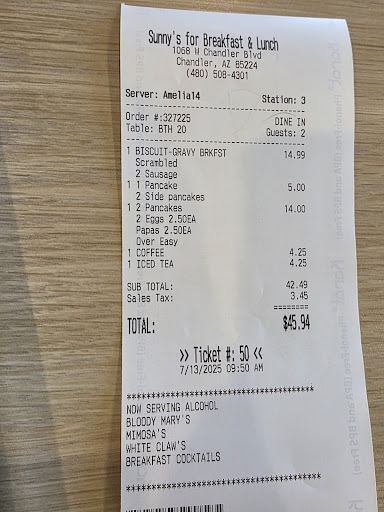 Sunny's for Breakfast & Lunch
1068 W Chandler Blvd
Chandler, AZ 85224
(480) 508-4301
Server: Amelia14 Station: 3
Order #:327225 DINE IN
Table: BTH 20 Guests: 2
1 BISCUIT-GRAVY BRKFST 14.99
Scrambled
2 Sausage
1 1 Pancake 5.00
2 Side pancakes
1 2 Pancakes 14.00
2 Eggs 2.50EA
Papas 2.50EA
Over Easy
1 COFFEE 4.25
1 ICED TEA 4.25
SUB TOTAL: 42.49
Sales Tax: 3.45
========
TOTAL: $45.94
>> Ticket #: 50 <<
7/13/2025 09:50 AM
****************************************
NOW SERVING ALCOHOL
BLOODY MARY'S
MIMOSA'S
WHITE CLAW'S
BREAKFAST COCKTAILS
****************************************